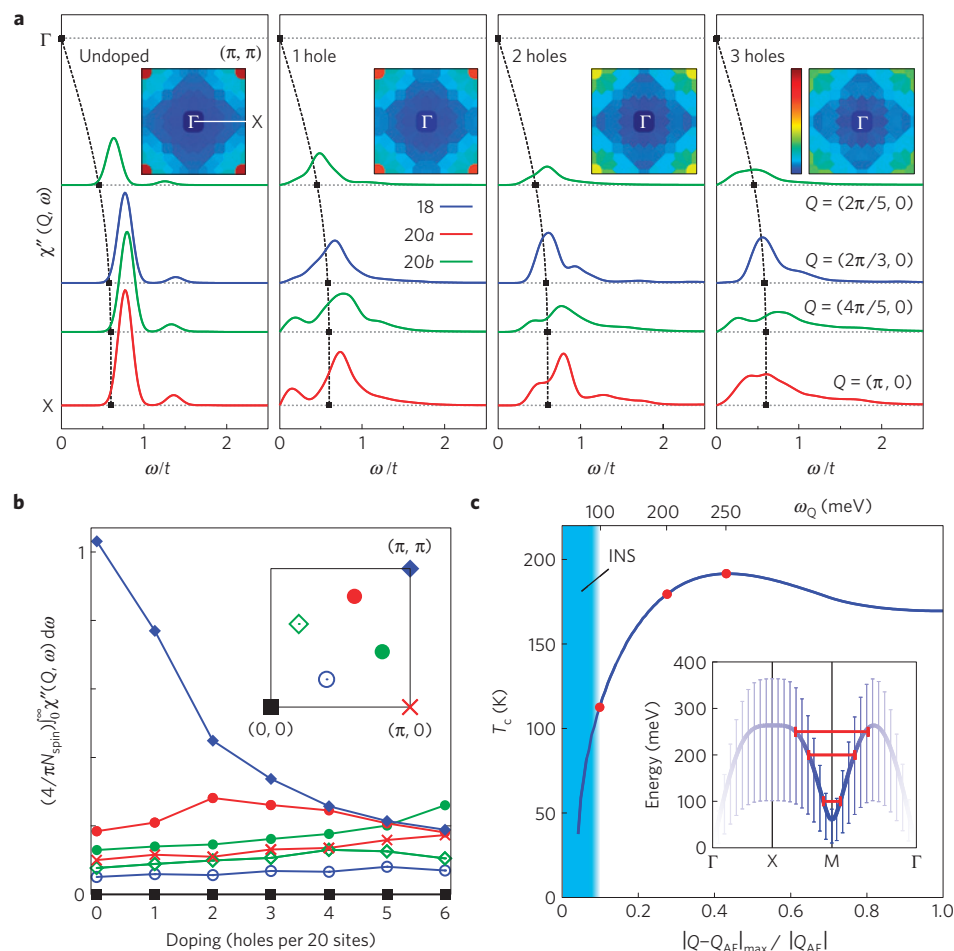 a
Γ
Undoped
(π, π)
Γ
X
1 hole
Γ
2 holes
Γ
3 holes
Γ
χ″ (Q, ω)
18
20a
20b
Q = (2π/5, 0)
Q = (2π/3, 0)
Q = (4π/5, 0)
Q = (π, 0)
X
0 1 2
0 1 2
0 1 2
0 1 2
ω/t
ω/t
ω/t
ω/t
b
1
0
(4/πN_spin)∫₀^∞ χ″(Q, ω) dω
(π, π)
(0, 0)
(π, 0)
0 1 2 3 4 5 6
Doping (holes per 20 sites)
c
ω_Q (meV)
100 200 250
INS
200
150
100
50
0
T_c (K)
400
300
200
100
0
Energy (meV)
Γ X M Γ
0 0.2 0.4 0.6 0.8 1.0
|Q–Q_AF|_max / |Q_AF|